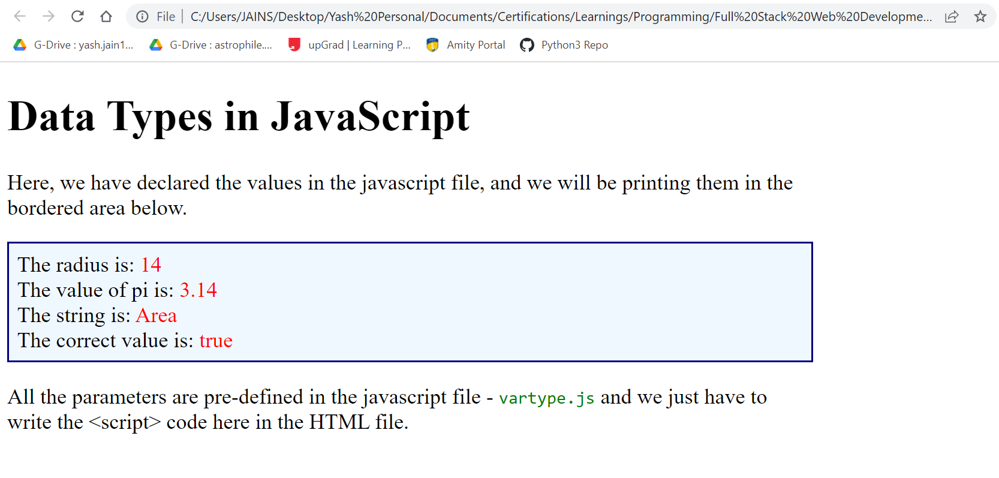 File | C:/Users/JAINS/Desktop/Yash%20Personal/Documents/Certifications/Learnings/Programming/Full%20Stack%20Web%20Developme...
G-Drive : yash.jain1... G-Drive : astrophile.... upGrad | Learning P... Amity Portal Python3 Repo
Data Types in JavaScript
Here, we have declared the values in the javascript file, and we will be printing them in the
bordered area below.
The radius is: 14
The value of pi is: 3.14
The string is: Area
The correct value is: true
All the parameters are pre-defined in the javascript file - vartype.js and we just have to
write the <script> code here in the HTML file.